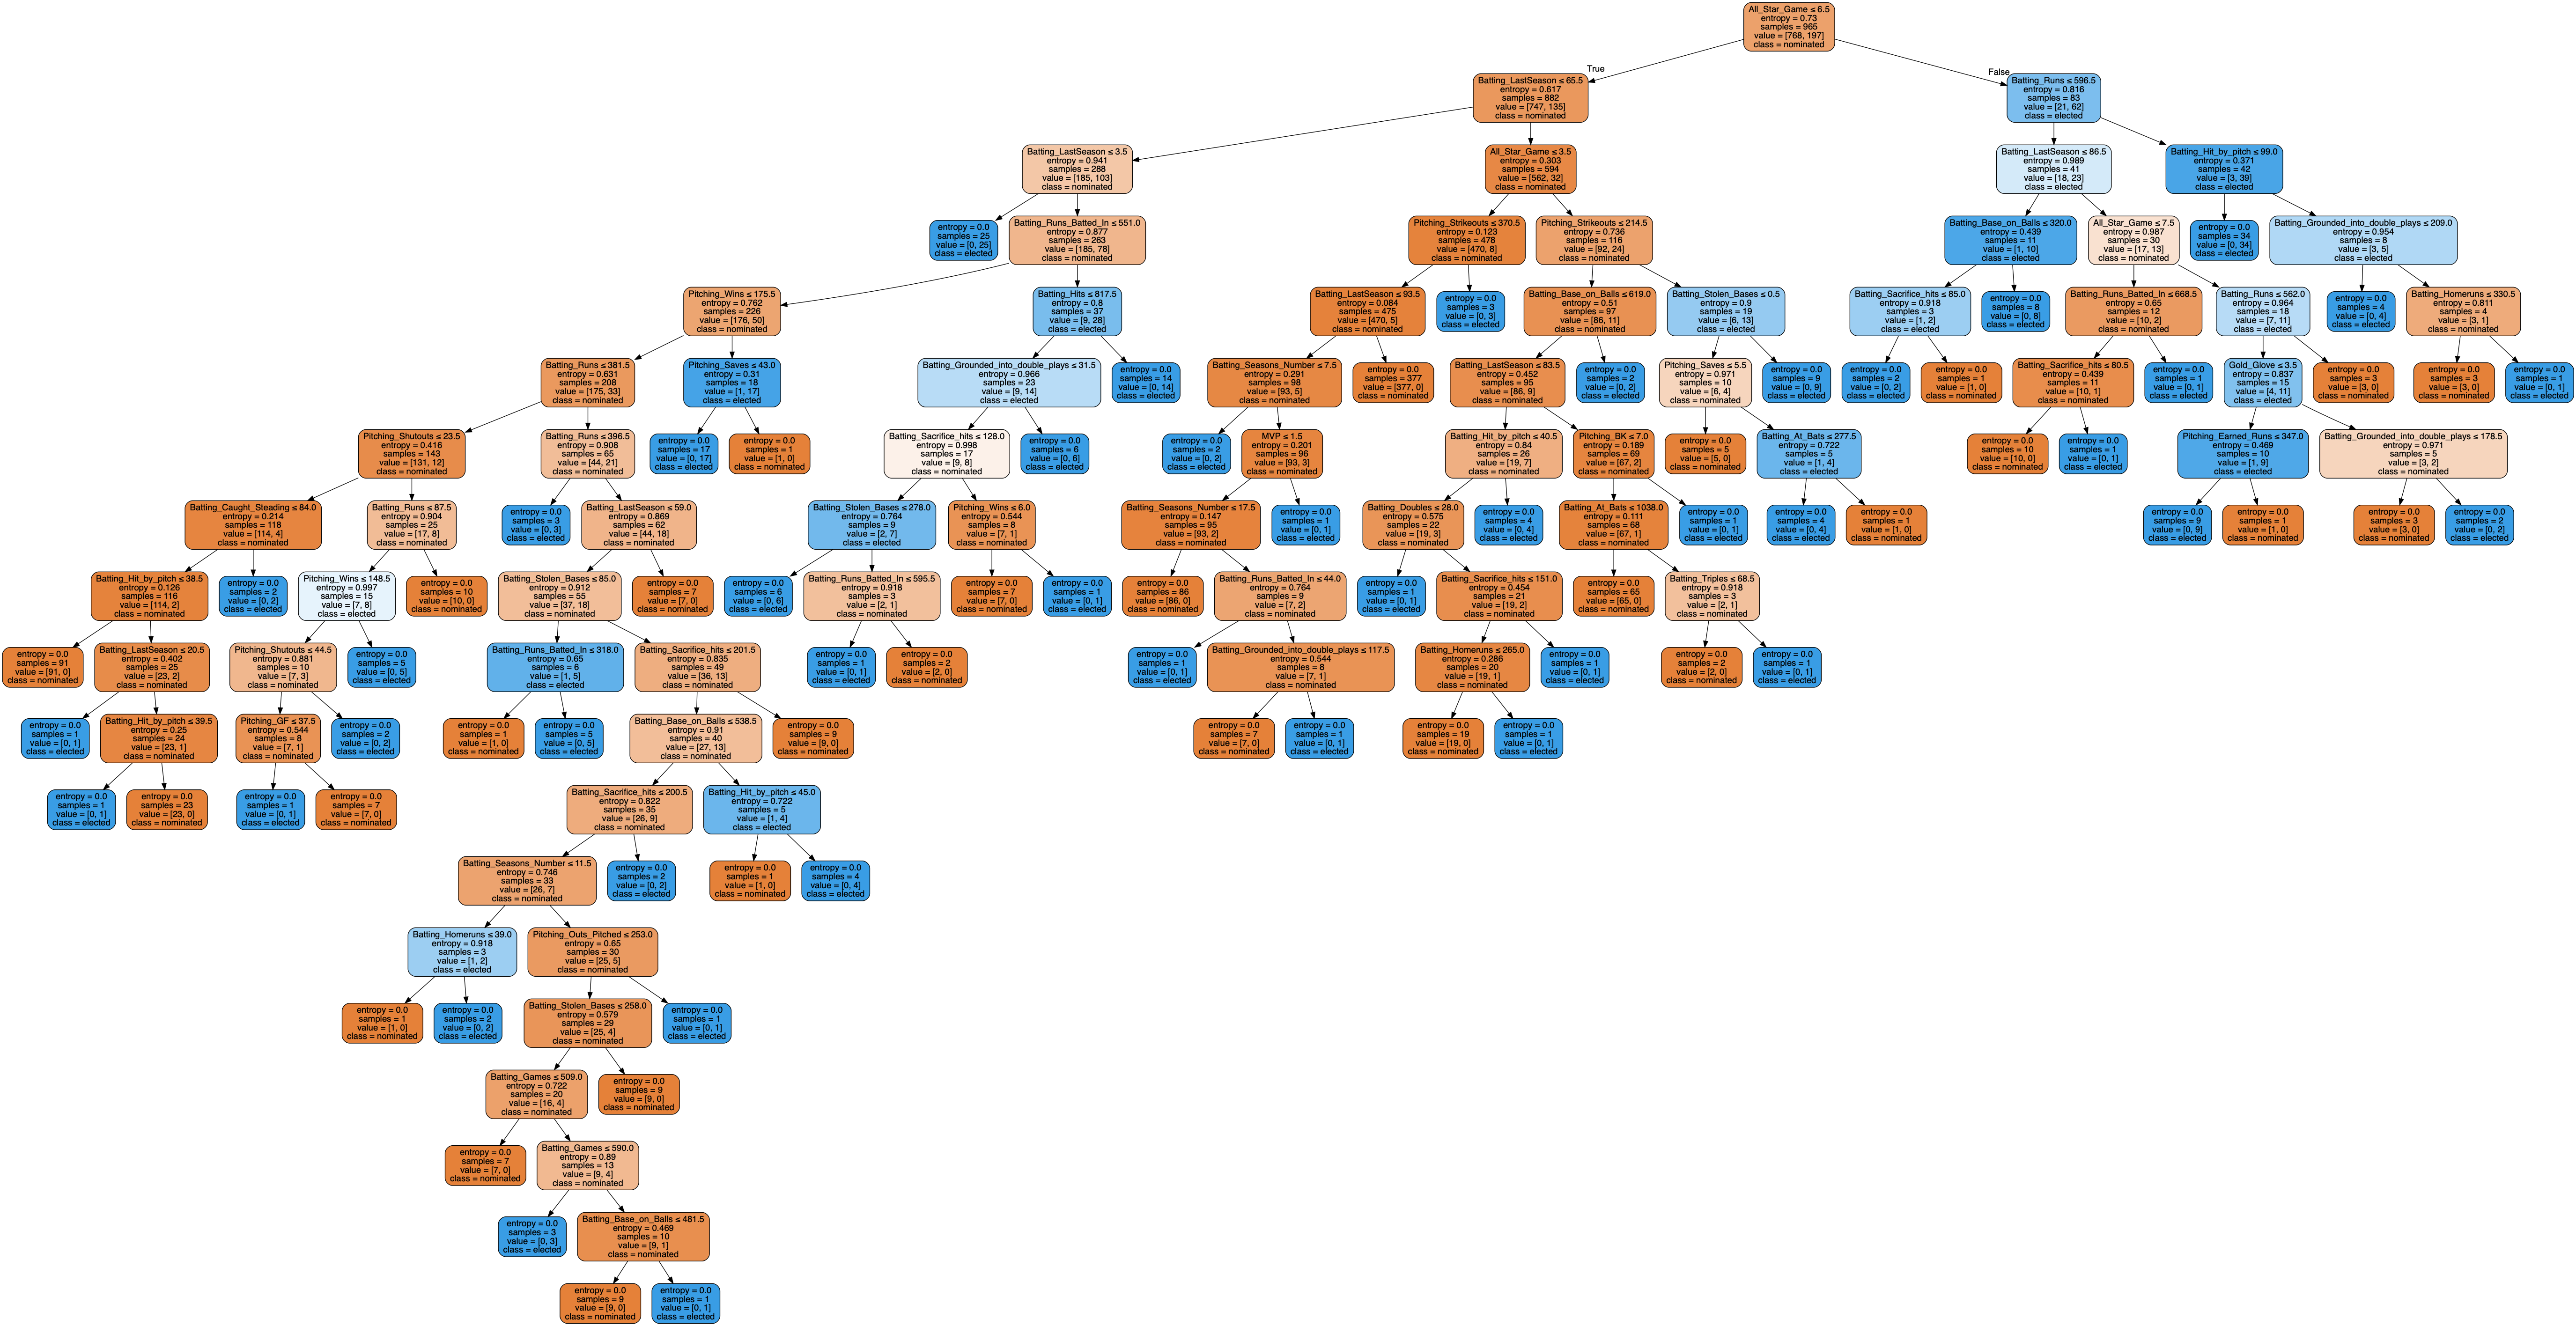 All_Star_Game ≤ 6.5
entropy = 0.73
samples = 965
value = [768, 197]
class = nominated
True
False
Batting_LastSeason ≤ 65.5
entropy = 0.617
samples = 882
value = [747, 135]
class = nominated
Batting_Runs ≤ 596.5
entropy = 0.816
samples = 83
value = [21, 62]
class = elected
Batting_LastSeason ≤ 3.5
entropy = 0.941
samples = 288
value = [185, 103]
class = nominated
All_Star_Game ≤ 3.5
entropy = 0.303
samples = 594
value = [562, 32]
class = nominated
Batting_LastSeason ≤ 86.5
entropy = 0.989
samples = 41
value = [18, 23]
class = elected
Batting_Hit_by_pitch ≤ 99.0
entropy = 0.371
samples = 42
value = [3, 39]
class = elected
entropy = 0.0
samples = 25
value = [0, 25]
class = elected
Batting_Runs_Batted_In ≤ 551.0
entropy = 0.877
samples = 263
value = [185, 78]
class = nominated
Pitching_Strikeouts ≤ 370.5
entropy = 0.123
samples = 478
value = [470, 8]
class = nominated
Pitching_Strikeouts ≤ 214.5
entropy = 0.736
samples = 116
value = [92, 24]
class = nominated
Batting_Base_on_Balls ≤ 320.0
entropy = 0.439
samples = 11
value = [1, 10]
class = elected
All_Star_Game ≤ 7.5
entropy = 0.987
samples = 30
value = [17, 13]
class = nominated
entropy = 0.0
samples = 34
value = [0, 34]
class = elected
Batting_Grounded_into_double_plays ≤ 209.0
entropy = 0.954
samples = 8
value = [3, 5]
class = elected
Pitching_Wins ≤ 175.5
entropy = 0.762
samples = 226
value = [176, 50]
class = nominated
Batting_Hits ≤ 817.5
entropy = 0.8
samples = 37
value = [9, 28]
class = elected
Batting_LastSeason ≤ 93.5
entropy = 0.084
samples = 475
value = [470, 5]
class = nominated
entropy = 0.0
samples = 3
value = [0, 3]
class = elected
Batting_Base_on_Balls ≤ 619.0
entropy = 0.51
samples = 97
value = [86, 11]
class = nominated
Batting_Stolen_Bases ≤ 0.5
entropy = 0.9
samples = 19
value = [6, 13]
class = elected
Batting_Sacrifice_hits ≤ 85.0
entropy = 0.918
samples = 3
value = [1, 2]
class = elected
entropy = 0.0
samples = 8
value = [0, 8]
class = elected
Batting_Runs_Batted_In ≤ 668.5
entropy = 0.65
samples = 12
value = [10, 2]
class = nominated
Batting_Runs ≤ 562.0
entropy = 0.964
samples = 18
value = [7, 11]
class = elected
entropy = 0.0
samples = 4
value = [0, 4]
class = elected
Batting_Homeruns ≤ 330.5
entropy = 0.811
samples = 4
value = [3, 1]
class = nominated
Batting_Runs ≤ 381.5
entropy = 0.631
samples = 208
value = [175, 33]
class = nominated
Pitching_Saves ≤ 43.0
entropy = 0.31
samples = 18
value = [1, 17]
class = elected
Batting_Grounded_into_double_plays ≤ 31.5
entropy = 0.966
samples = 23
value = [9, 14]
class = elected
entropy = 0.0
samples = 14
value = [0, 14]
class = elected
Batting_Seasons_Number ≤ 7.5
entropy = 0.291
samples = 98
value = [93, 5]
class = nominated
entropy = 0.0
samples = 377
value = [377, 0]
class = nominated
Batting_LastSeason ≤ 83.5
entropy = 0.452
samples = 95
value = [86, 9]
class = nominated
entropy = 0.0
samples = 2
value = [0, 2]
class = elected
Pitching_Saves ≤ 5.5
entropy = 0.971
samples = 10
value = [6, 4]
class = nominated
entropy = 0.0
samples = 9
value = [0, 9]
class = elected
entropy = 0.0
samples = 2
value = [0, 2]
class = elected
entropy = 0.0
samples = 1
value = [1, 0]
class = nominated
Batting_Sacrifice_hits ≤ 80.5
entropy = 0.439
samples = 11
value = [10, 1]
class = nominated
entropy = 0.0
samples = 1
value = [0, 1]
class = elected
Gold_Glove ≤ 3.5
entropy = 0.837
samples = 15
value = [4, 11]
class = elected
entropy = 0.0
samples = 3
value = [3, 0]
class = nominated
entropy = 0.0
samples = 3
value = [3, 0]
class = nominated
entropy = 0.0
samples = 1
value = [0, 1]
class = elected
Pitching_Shutouts ≤ 23.5
entropy = 0.416
samples = 143
value = [131, 12]
class = nominated
Batting_Runs ≤ 396.5
entropy = 0.908
samples = 65
value = [44, 21]
class = nominated
entropy = 0.0
samples = 17
value = [0, 17]
class = elected
entropy = 0.0
samples = 1
value = [1, 0]
class = nominated
Batting_Sacrifice_hits ≤ 128.0
entropy = 0.998
samples = 17
value = [9, 8]
class = nominated
entropy = 0.0
samples = 6
value = [0, 6]
class = elected
entropy = 0.0
samples = 2
value = [0, 2]
class = elected
MVP ≤ 1.5
entropy = 0.201
samples = 96
value = [93, 3]
class = nominated
Batting_Hit_by_pitch ≤ 40.5
entropy = 0.84
samples = 26
value = [19, 7]
class = nominated
Pitching_BK ≤ 7.0
entropy = 0.189
samples = 69
value = [67, 2]
class = nominated
entropy = 0.0
samples = 5
value = [5, 0]
class = nominated
Batting_At_Bats ≤ 277.5
entropy = 0.722
samples = 5
value = [1, 4]
class = elected
entropy = 0.0
samples = 10
value = [10, 0]
class = nominated
entropy = 0.0
samples = 1
value = [0, 1]
class = elected
Pitching_Earned_Runs ≤ 347.0
entropy = 0.469
samples = 10
value = [1, 9]
class = elected
Batting_Grounded_into_double_plays ≤ 178.5
entropy = 0.971
samples = 5
value = [3, 2]
class = nominated
Batting_Caught_Steading ≤ 84.0
entropy = 0.214
samples = 118
value = [114, 4]
class = nominated
Batting_Runs ≤ 87.5
entropy = 0.904
samples = 25
value = [17, 8]
class = nominated
entropy = 0.0
samples = 3
value = [0, 3]
class = elected
Batting_LastSeason ≤ 59.0
entropy = 0.869
samples = 62
value = [44, 18]
class = nominated
Batting_Stolen_Bases ≤ 278.0
entropy = 0.764
samples = 9
value = [2, 7]
class = elected
Pitching_Wins ≤ 6.0
entropy = 0.544
samples = 8
value = [7, 1]
class = nominated
Batting_Seasons_Number ≤ 17.5
entropy = 0.147
samples = 95
value = [93, 2]
class = nominated
entropy = 0.0
samples = 1
value = [0, 1]
class = elected
Batting_Doubles ≤ 28.0
entropy = 0.575
samples = 22
value = [19, 3]
class = nominated
entropy = 0.0
samples = 4
value = [0, 4]
class = elected
Batting_At_Bats ≤ 1038.0
entropy = 0.111
samples = 68
value = [67, 1]
class = nominated
entropy = 0.0
samples = 1
value = [0, 1]
class = elected
entropy = 0.0
samples = 4
value = [0, 4]
class = elected
entropy = 0.0
samples = 1
value = [1, 0]
class = nominated
entropy = 0.0
samples = 9
value = [0, 9]
class = elected
entropy = 0.0
samples = 1
value = [1, 0]
class = nominated
entropy = 0.0
samples = 3
value = [3, 0]
class = nominated
entropy = 0.0
samples = 2
value = [0, 2]
class = elected
Batting_Hit_by_pitch ≤ 38.5
entropy = 0.126
samples = 116
value = [114, 2]
class = nominated
entropy = 0.0
samples = 2
value = [0, 2]
class = elected
Pitching_Wins ≤ 148.5
entropy = 0.997
samples = 15
value = [7, 8]
class = elected
entropy = 0.0
samples = 10
value = [10, 0]
class = nominated
Batting_Stolen_Bases ≤ 85.0
entropy = 0.912
samples = 55
value = [37, 18]
class = nominated
entropy = 0.0
samples = 7
value = [7, 0]
class = nominated
entropy = 0.0
samples = 6
value = [0, 6]
class = elected
Batting_Runs_Batted_In ≤ 595.5
entropy = 0.918
samples = 3
value = [2, 1]
class = nominated
entropy = 0.0
samples = 7
value = [7, 0]
class = nominated
entropy = 0.0
samples = 1
value = [0, 1]
class = elected
entropy = 0.0
samples = 86
value = [86, 0]
class = nominated
Batting_Runs_Batted_In ≤ 44.0
entropy = 0.764
samples = 9
value = [7, 2]
class = nominated
entropy = 0.0
samples = 1
value = [0, 1]
class = elected
Batting_Sacrifice_hits ≤ 151.0
entropy = 0.454
samples = 21
value = [19, 2]
class = nominated
entropy = 0.0
samples = 65
value = [65, 0]
class = nominated
Batting_Triples ≤ 68.5
entropy = 0.918
samples = 3
value = [2, 1]
class = nominated
entropy = 0.0
samples = 91
value = [91, 0]
class = nominated
Batting_LastSeason ≤ 20.5
entropy = 0.402
samples = 25
value = [23, 2]
class = nominated
Pitching_Shutouts ≤ 44.5
entropy = 0.881
samples = 10
value = [7, 3]
class = nominated
entropy = 0.0
samples = 5
value = [0, 5]
class = elected
Batting_Runs_Batted_In ≤ 318.0
entropy = 0.65
samples = 6
value = [1, 5]
class = elected
Batting_Sacrifice_hits ≤ 201.5
entropy = 0.835
samples = 49
value = [36, 13]
class = nominated
entropy = 0.0
samples = 1
value = [0, 1]
class = elected
entropy = 0.0
samples = 2
value = [2, 0]
class = nominated
entropy = 0.0
samples = 1
value = [0, 1]
class = elected
Batting_Grounded_into_double_plays ≤ 117.5
entropy = 0.544
samples = 8
value = [7, 1]
class = nominated
Batting_Homeruns ≤ 265.0
entropy = 0.286
samples = 20
value = [19, 1]
class = nominated
entropy = 0.0
samples = 1
value = [0, 1]
class = elected
entropy = 0.0
samples = 2
value = [2, 0]
class = nominated
entropy = 0.0
samples = 1
value = [0, 1]
class = elected
entropy = 0.0
samples = 1
value = [0, 1]
class = elected
Batting_Hit_by_pitch ≤ 39.5
entropy = 0.25
samples = 24
value = [23, 1]
class = nominated
Pitching_GF ≤ 37.5
entropy = 0.544
samples = 8
value = [7, 1]
class = nominated
entropy = 0.0
samples = 2
value = [0, 2]
class = elected
entropy = 0.0
samples = 1
value = [1, 0]
class = nominated
entropy = 0.0
samples = 5
value = [0, 5]
class = elected
Batting_Base_on_Balls ≤ 538.5
entropy = 0.91
samples = 40
value = [27, 13]
class = nominated
entropy = 0.0
samples = 9
value = [9, 0]
class = nominated
entropy = 0.0
samples = 7
value = [7, 0]
class = nominated
entropy = 0.0
samples = 1
value = [0, 1]
class = elected
entropy = 0.0
samples = 19
value = [19, 0]
class = nominated
entropy = 0.0
samples = 1
value = [0, 1]
class = elected
entropy = 0.0
samples = 1
value = [0, 1]
class = elected
entropy = 0.0
samples = 23
value = [23, 0]
class = nominated
entropy = 0.0
samples = 1
value = [0, 1]
class = elected
entropy = 0.0
samples = 7
value = [7, 0]
class = nominated
Batting_Sacrifice_hits ≤ 200.5
entropy = 0.822
samples = 35
value = [26, 9]
class = nominated
Batting_Hit_by_pitch ≤ 45.0
entropy = 0.722
samples = 5
value = [1, 4]
class = elected
Batting_Seasons_Number ≤ 11.5
entropy = 0.746
samples = 33
value = [26, 7]
class = nominated
entropy = 0.0
samples = 2
value = [0, 2]
class = elected
entropy = 0.0
samples = 1
value = [1, 0]
class = nominated
entropy = 0.0
samples = 4
value = [0, 4]
class = elected
Batting_Homeruns ≤ 39.0
entropy = 0.918
samples = 3
value = [1, 2]
class = elected
Pitching_Outs_Pitched ≤ 253.0
entropy = 0.65
samples = 30
value = [25, 5]
class = nominated
entropy = 0.0
samples = 1
value = [1, 0]
class = nominated
entropy = 0.0
samples = 2
value = [0, 2]
class = elected
Batting_Stolen_Bases ≤ 258.0
entropy = 0.579
samples = 29
value = [25, 4]
class = nominated
entropy = 0.0
samples = 1
value = [0, 1]
class = elected
Batting_Games ≤ 509.0
entropy = 0.722
samples = 20
value = [16, 4]
class = nominated
entropy = 0.0
samples = 9
value = [9, 0]
class = nominated
entropy = 0.0
samples = 7
value = [7, 0]
class = nominated
Batting_Games ≤ 590.0
entropy = 0.89
samples = 13
value = [9, 4]
class = nominated
entropy = 0.0
samples = 3
value = [0, 3]
class = elected
Batting_Base_on_Balls ≤ 481.5
entropy = 0.469
samples = 10
value = [9, 1]
class = nominated
entropy = 0.0
samples = 9
value = [9, 0]
class = nominated
entropy = 0.0
samples = 1
value = [0, 1]
class = elected